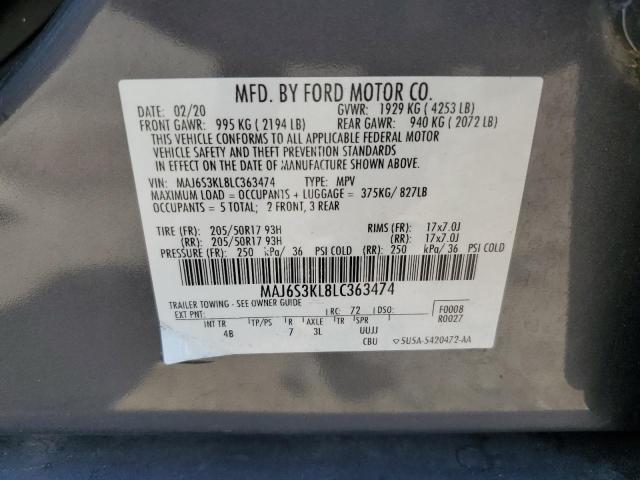 MFD. BY FORD MOTOR CO.
DATE: 02/20 GVWR: 1929 KG ( 4253 LB)
FRONT GAWR: 995 KG ( 2194 LB) REAR GAWR: 940 KG ( 2072 LB)
THIS VEHICLE CONFORMS TO ALL APPLICABLE FEDERAL MOTOR
VEHICLE SAFETY AND THEFT PREVENTION STANDARDS
IN EFFECT ON THE DATE OF MANUFACTURE SHOWN ABOVE.
VIN: MAJ6S3KL8LC363474 TYPE: MPV
MAXIMUM LOAD = OCCUPANTS + LUGGAGE = 375KG/ 827LB
OCCUPANTS = 5 TOTAL; 2 FRONT, 3 REAR
TIRE (FR): 205/50R17 93H RIMS (FR): 17x7.0J
(RR): 205/50R17 93H (RR): 17x7.0J
PRESSURE (FR): 250 kPa/ 36 PSI COLD (RR): 250 kPa/ 36 PSI COLD
MAJ6S3KL8LC363474
TRAILER TOWING - SEE OWNER GUIDE
EXT PNT: RC: 72 DSO: F0008
R0027
INT TR TP/PS R AXLE TR SPR
4B 7 3L UUJJ
CBU 5U5A-5420472-AA